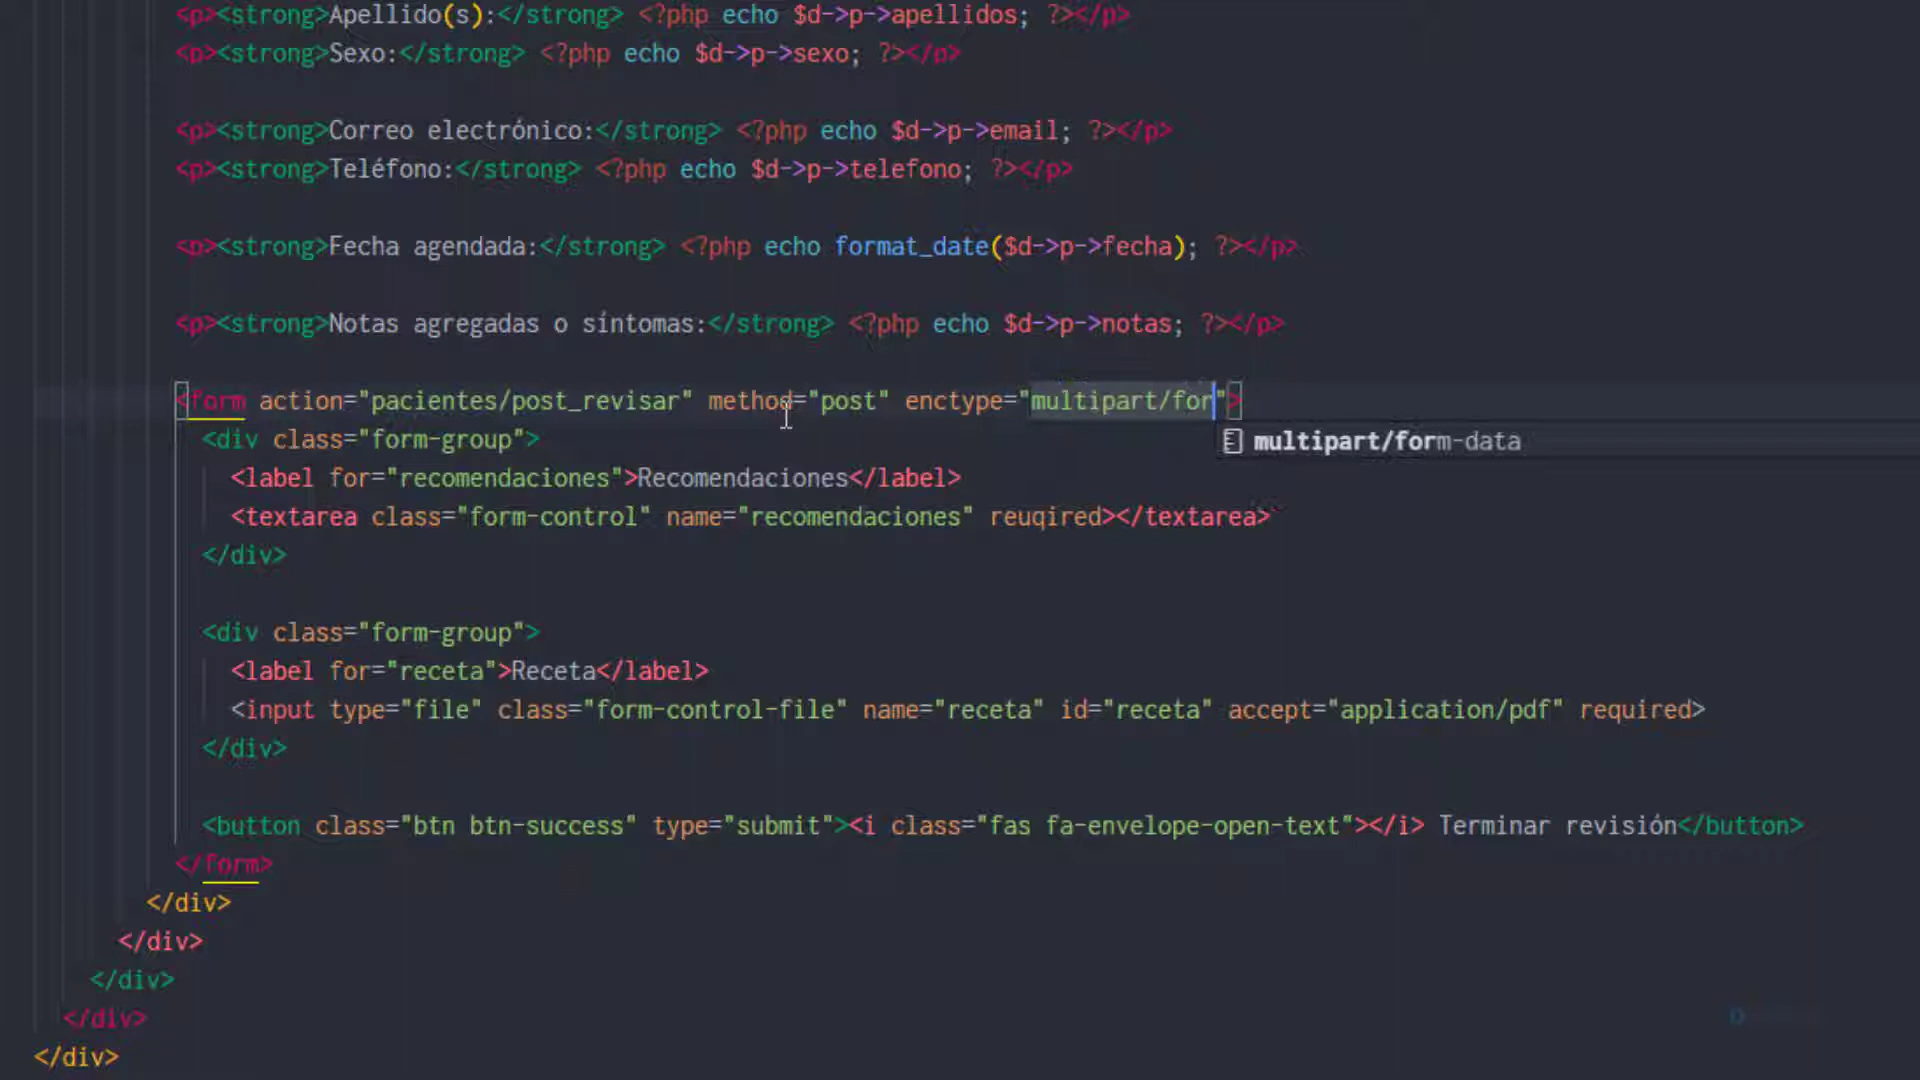 <p><strong>Apellido(s):</strong> <?php echo $d->p->apellidos; ?></p>
<p><strong>Sexo:</strong> <?php echo $d->p->sexo; ?></p>
<p><strong>Correo electrónico:</strong> <?php echo $d->p->email; ?></p>
<p><strong>Teléfono:</strong> <?php echo $d->p->telefono; ?></p>
<p><strong>Fecha agendada:</strong> <?php echo format_date($d->p->fecha); ?></p>
<p><strong>Notas agregadas o síntomas:</strong> <?php echo $d->p->notas; ?></p>
<form action="pacientes/post_revisar" method="post" enctype="multipart/for">
<div class="form-group">
multipart/form-data
<label for="recomendaciones">Recomendaciones</label>
<textarea class="form-control" name="recomendaciones" reuqired></textarea>
</div>
<div class="form-group">
<label for="receta">Receta</label>
<input type="file" class="form-control-file" name="receta" id="receta" accept="application/pdf" required>
</div>
<button class="btn btn-success" type="submit"><i class="fas fa-envelope-open-text"></i> Terminar revisión</button>
</form>
</div>
</div>
</div>
</div>
</div>